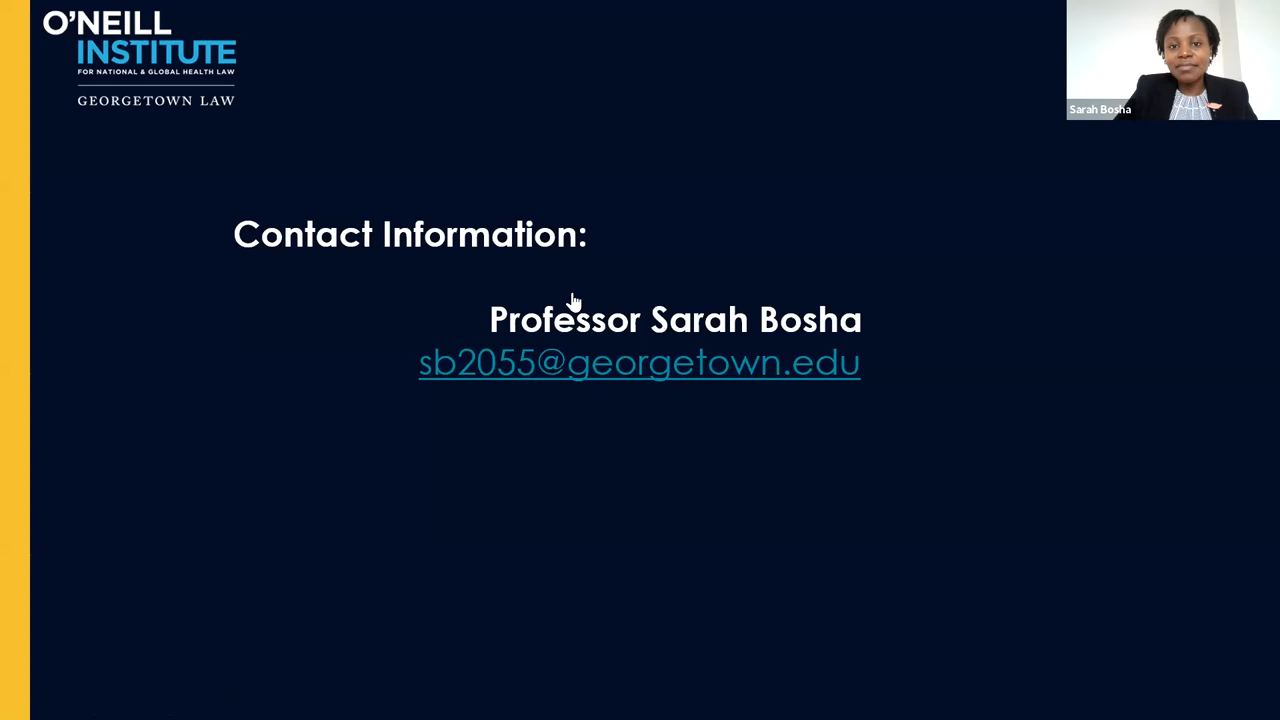 O'NEILL
INSTITUTE
FOR NATIONAL & GLOBAL HEALTH LAW
GEORGETOWN LAW
Sarah Bosha
Contact Information:
Professor Sarah Bosha
sb2055@georgetown.edu